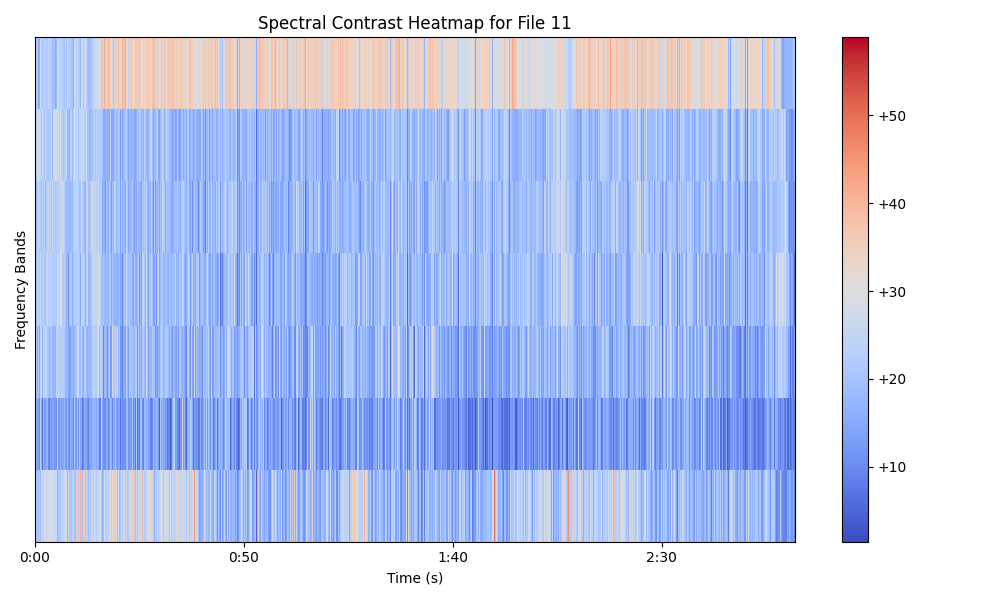 Spectral Contrast Heatmap for File 11
Frequency Bands
+50
+40
+30
+20
+10
0:00 0:50 1:40 2:30
Time (s)